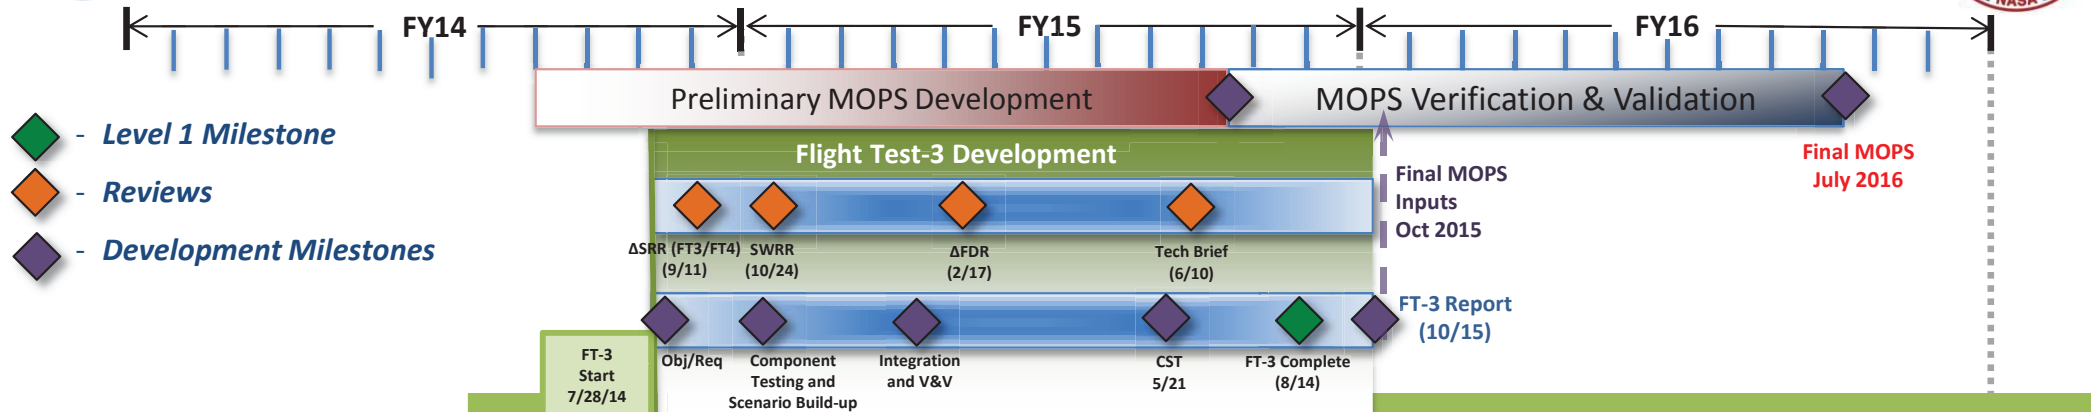 FY14
FY15
FY16
NASA
Preliminary MOPS Development
MOPS Verification & Validation
- Level 1 Milestone
- Reviews
- Development Milestones
Flight Test-3 Development
Final MOPS
July 2016
Final MOPS
Inputs
Oct 2015
ΔSRR (FT3/FT4)
(9/11)
SWRR
(10/24)
ΔFDR
(2/17)
Tech Brief
(6/10)
FT-3 Report
(10/15)
FT-3
Start
7/28/14
Obj/Req
Component
Testing and
Scenario Build-up
Integration
and V&V
CST
5/21
FT-3 Complete
(8/14)